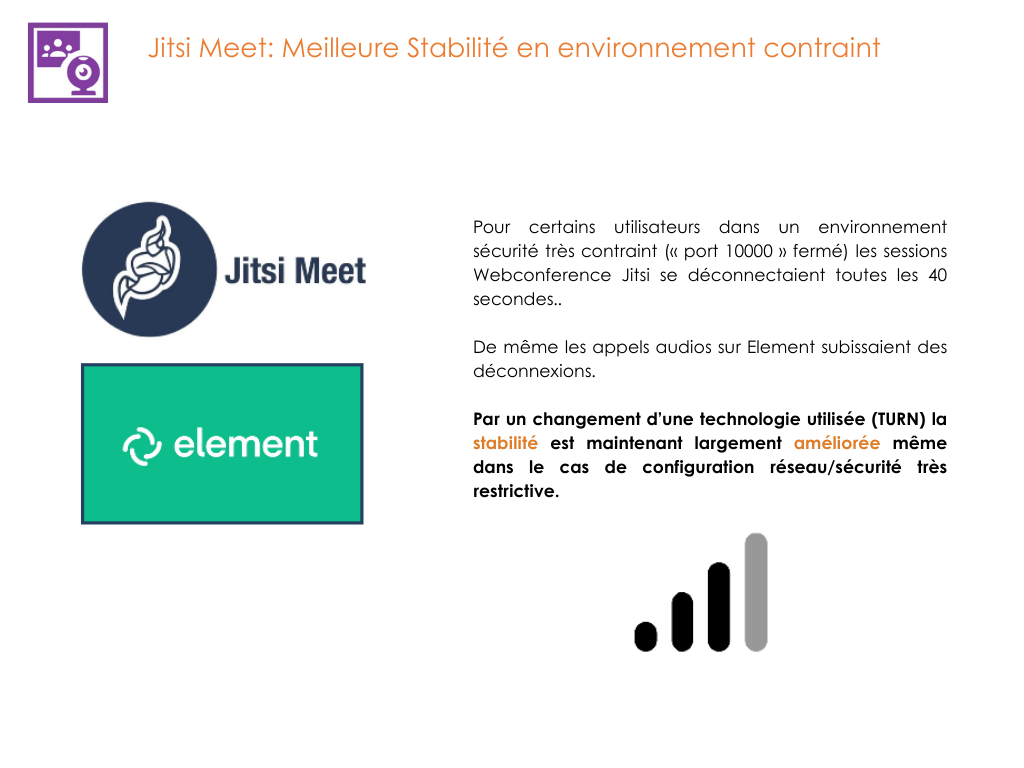 Jitsi Meet: Meilleure Stabilité en environnement contraint
Jitsi Meet
element
Pour certains utilisateurs dans un environnement
sécurité très contraint (« port 10000 » fermé) les sessions
Webconference Jitsi se déconnectaient toutes les 40
secondes..
De même les appels audios sur Element subissaient des
déconnexions.
Par un changement d'une technologie utilisée (TURN) la
stabilité est maintenant largement améliorée même
dans le cas de configuration réseau/sécurité très
restrictive.